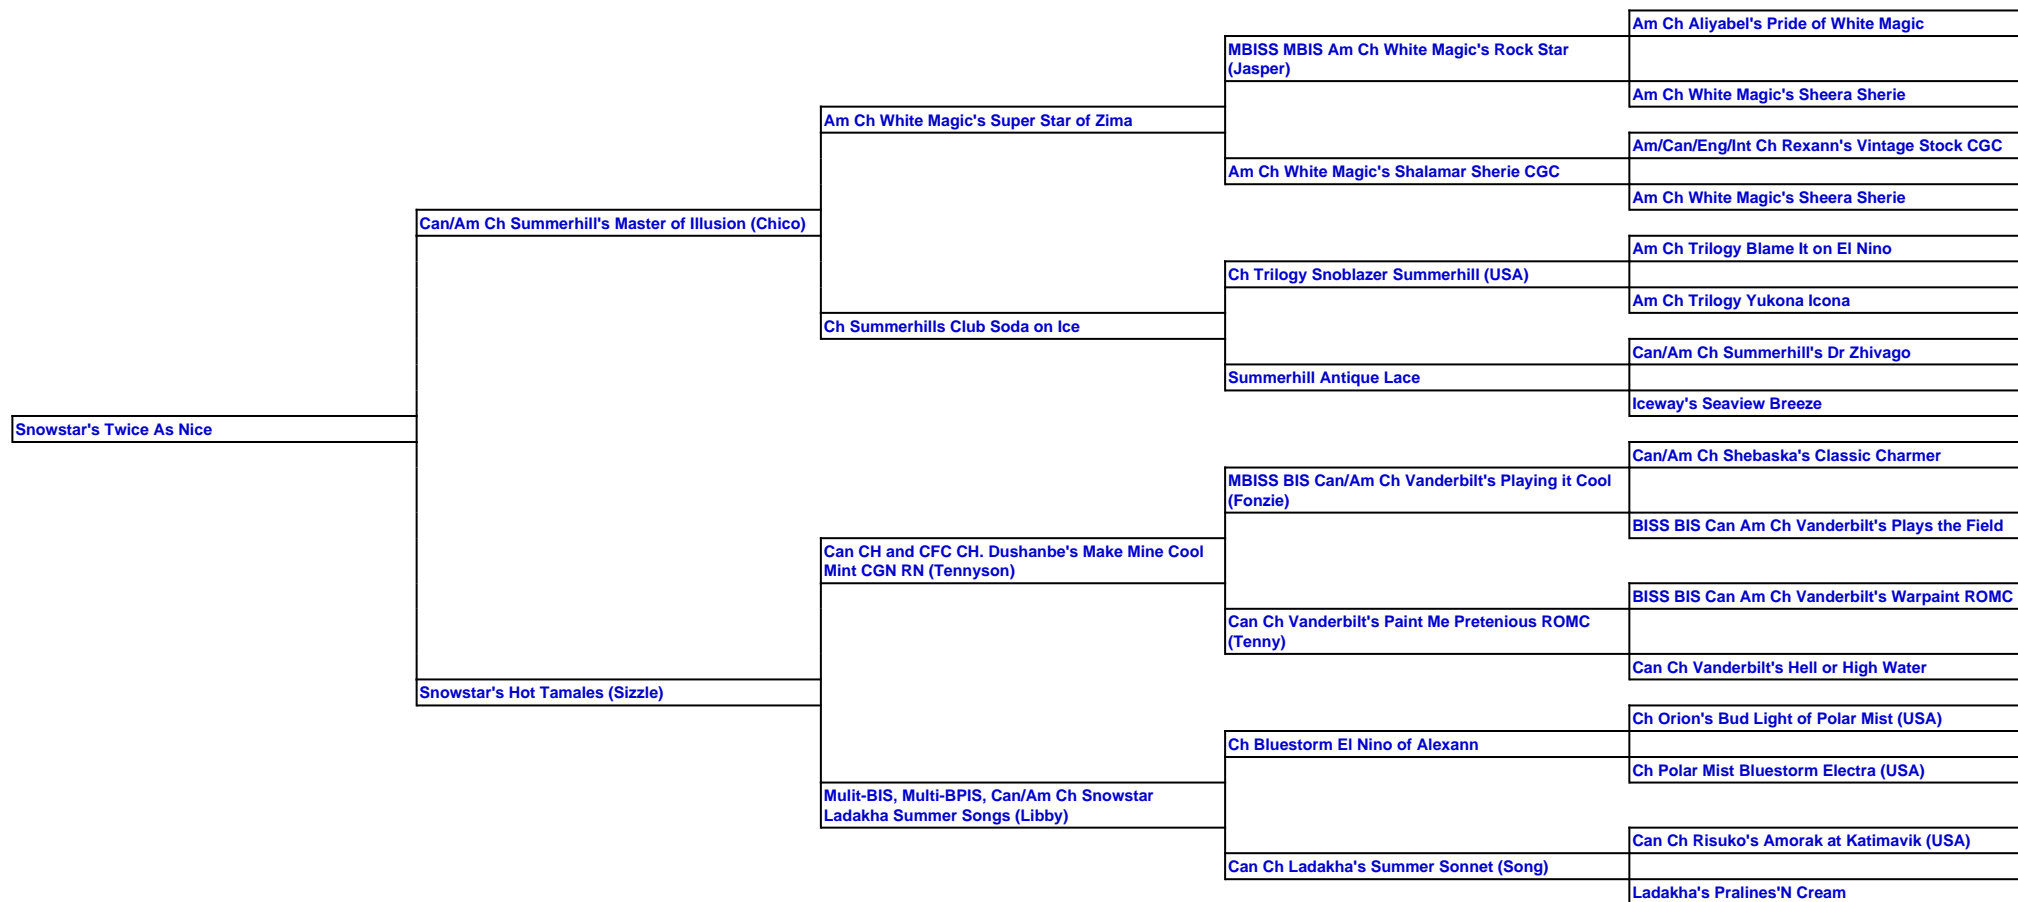 Am Ch Aliyabel's Pride of White Magic
MBISS MBIS Am Ch White Magic's Rock Star
(Jasper)
Am Ch White Magic's Sheera Sherie
Am Ch White Magic's Super Star of Zima
Am/Can/Eng/Int Ch Rexann's Vintage Stock CGC
Am Ch White Magic's Shalamar Sherie CGC
Am Ch White Magic's Sheera Sherie
Can/Am Ch Summerhill's Master of Illusion (Chico)
Am Ch Trilogy Blame It on El Nino
Ch Trilogy Snoblazer Summerhill (USA)
Am Ch Trilogy Yukona Icona
Ch Summerhills Club Soda on Ice
Can/Am Ch Summerhill's Dr Zhivago
Summerhill Antique Lace
Iceway's Seaview Breeze
Snowstar's Twice As Nice
Can/Am Ch Shebaska's Classic Charmer
MBISS BIS Can/Am Ch Vanderbilt's Playing it Cool
(Fonzie)
BISS BIS Can Am Ch Vanderbilt's Plays the Field
Can CH and CFC CH. Dushanbe's Make Mine Cool
Mint CGN RN (Tennyson)
BISS BIS Can Am Ch Vanderbilt's Warpaint ROMC
Can Ch Vanderbilt's Paint Me Pretenious ROMC
(Tenny)
Can Ch Vanderbilt's Hell or High Water
Snowstar's Hot Tamales (Sizzle)
Ch Orion's Bud Light of Polar Mist (USA)
Ch Bluestorm El Nino of Alexann
Ch Polar Mist Bluestorm Electra (USA)
Mulit-BIS, Multi-BPIS, Can/Am Ch Snowstar
Ladakha Summer Songs (Libby)
Can Ch Risuko's Amorak at Katimavik (USA)
Can Ch Ladakha's Summer Sonnet (Song)
Ladakha's Pralines'N Cream